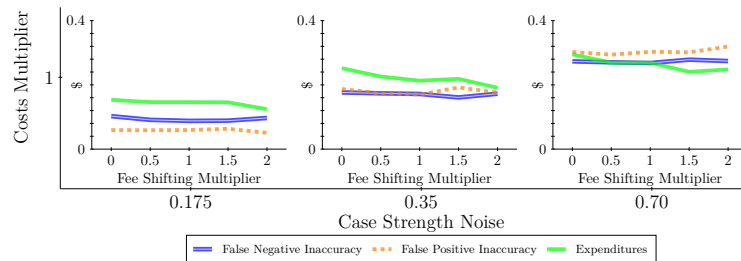 0.4
0.4
0.4
Costs Multiplier
1
$
$
$
0
0
0
0 0.5 1 1.5 2
0 0.5 1 1.5 2
0 0.5 1 1.5 2
Fee Shifting Multiplier
Fee Shifting Multiplier
Fee Shifting Multiplier
0.175
0.35
0.70
Case Strength Noise
False Negative Inaccuracy False Positive Inaccuracy Expenditures